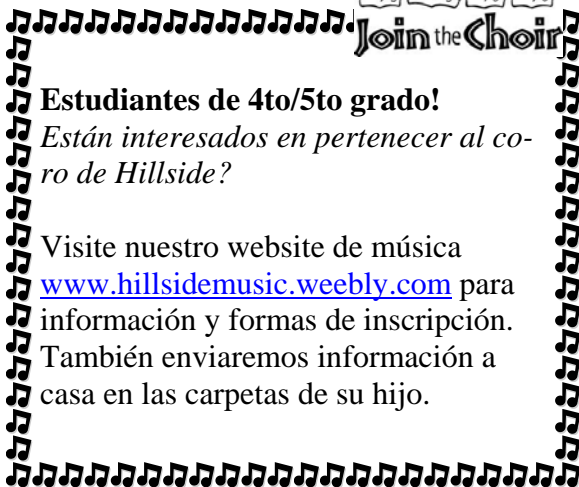 Join the Choir
Estudiantes de 4to/5to grado!
Están interesados en pertenecer al co-
ro de Hillside?
Visite nuestro website de música
www.hillsidemusic.weebly.com para
información y formas de inscripción.
También enviaremos información a
casa en las carpetas de su hijo.